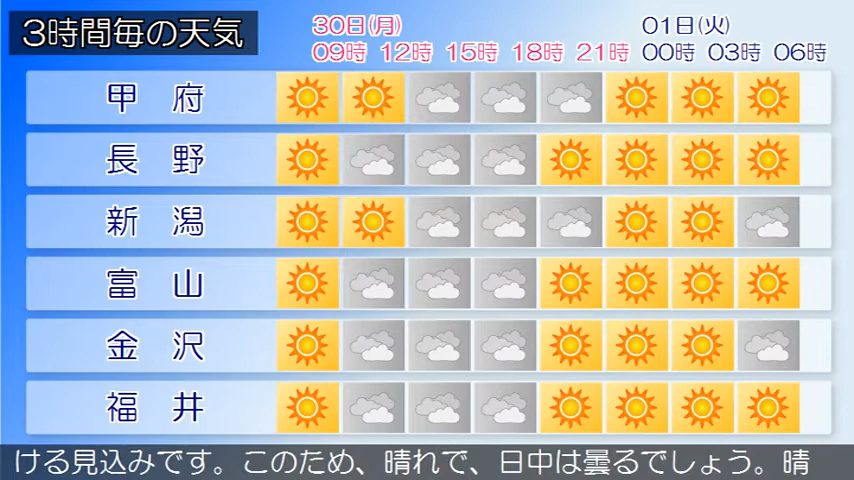 3時間毎の天気
30日(月) 01日(火)
09時 12時 15時 18時 21時 00時 03時 06時
甲府
長野
新潟
富山
金沢
福井
ける見込みです。このため、晴れで、日中は曇るでしょう。晴